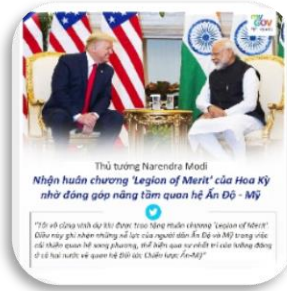 my
GOV
Thủ tướng Narendra Modi
Nhận huân chương 'Legion of Merit' của Hoa Kỳ
nhờ đóng góp nâng tầm quan hệ Ấn Độ - Mỹ
"Tôi vô cùng vinh dự khi được trao tặng Huân chương 'Legion of Merit'.
Điều này ghi nhận những nỗ lực của người dân Ấn Độ và Mỹ trong việc
cải thiện quan hệ song phương, thể hiện qua sự nhất trí của lưỡng đảng
ở cả hai nước về quan hệ Đối tác Chiến lược Ấn-Mỹ"